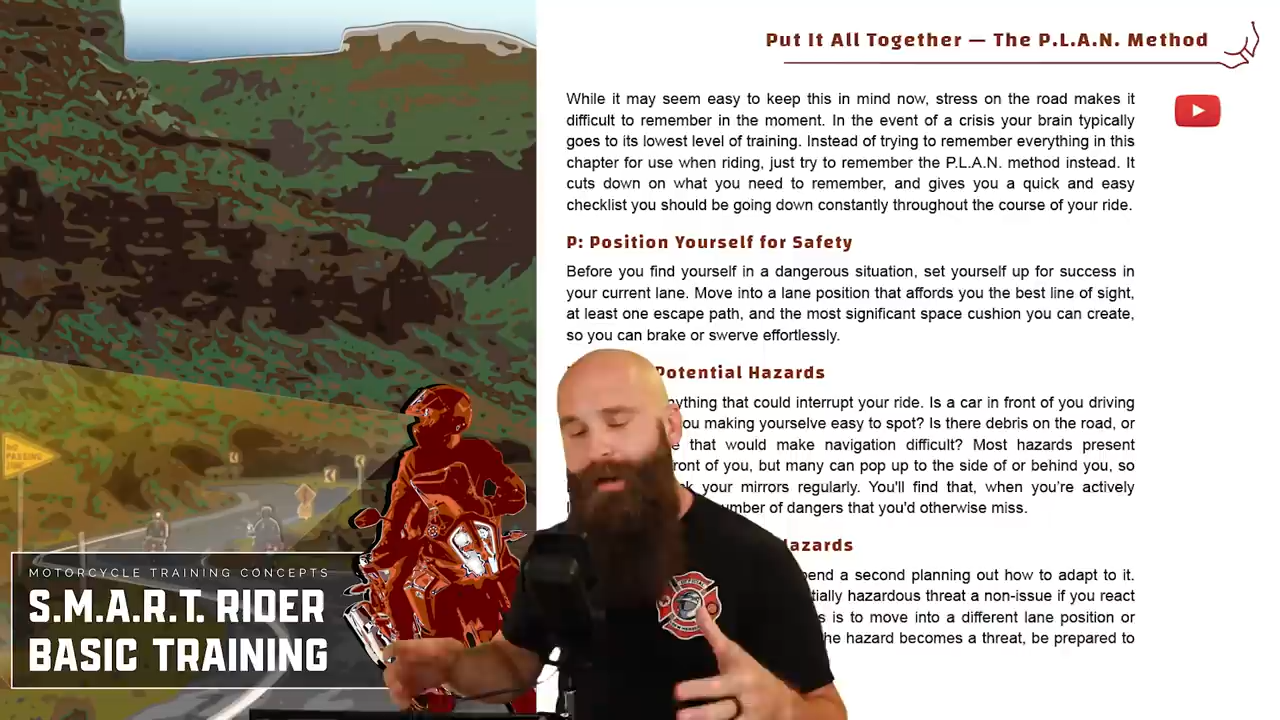 Put It All Together — The P.L.A.N. Method
While it may seem easy to keep this in mind now, stress on the road makes it
difficult to remember in the moment. In the event of a crisis your brain typically
goes to its lowest level of training. Instead of trying to remember everything in this
chapter for use when riding, just try to remember the P.L.A.N. method instead. It
cuts down on what you need to remember, and gives you a quick and easy
checklist you should be going down constantly throughout the course of your ride.
P: Position Yourself for Safety
Before you find yourself in a dangerous situation, set yourself up for success in
your current lane. Move into a lane position that affords you the best line of sight,
at least one escape path, and the most significant space cushion you can create,
so you can brake or swerve effortlessly.
Potential Hazards
that could interrupt your ride. Is a car in front of you driving
making yourselve easy to spot? Is there debris on the road, or
that would make navigation difficult? Most hazards present
of you, but many can pop up to the side of or behind you, so
your mirrors regularly. You'll find that, when you're actively
of dangers that you'd otherwise miss.
a second planning out how to adapt to it.
hazardous threat a non-issue if you react
is to move into a different lane position or
hazard becomes a threat, be prepared to
MOTORCYCLE TRAINING CONCEPTS
S.M.A.R.T. RIDER
BASIC TRAINING